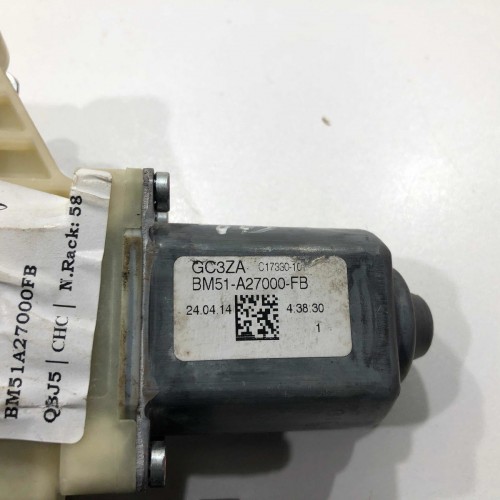 GC3ZA C17330-101
BM51-A27000-FB
24.04.14 4:38:30
1
BM51A27000FB
Q3J5 | CHC | N.Rack: 58